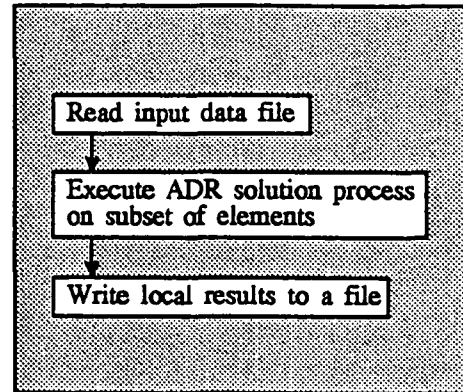 Read input data file
Execute ADR solution process
on subset of elements
Write local results to a file